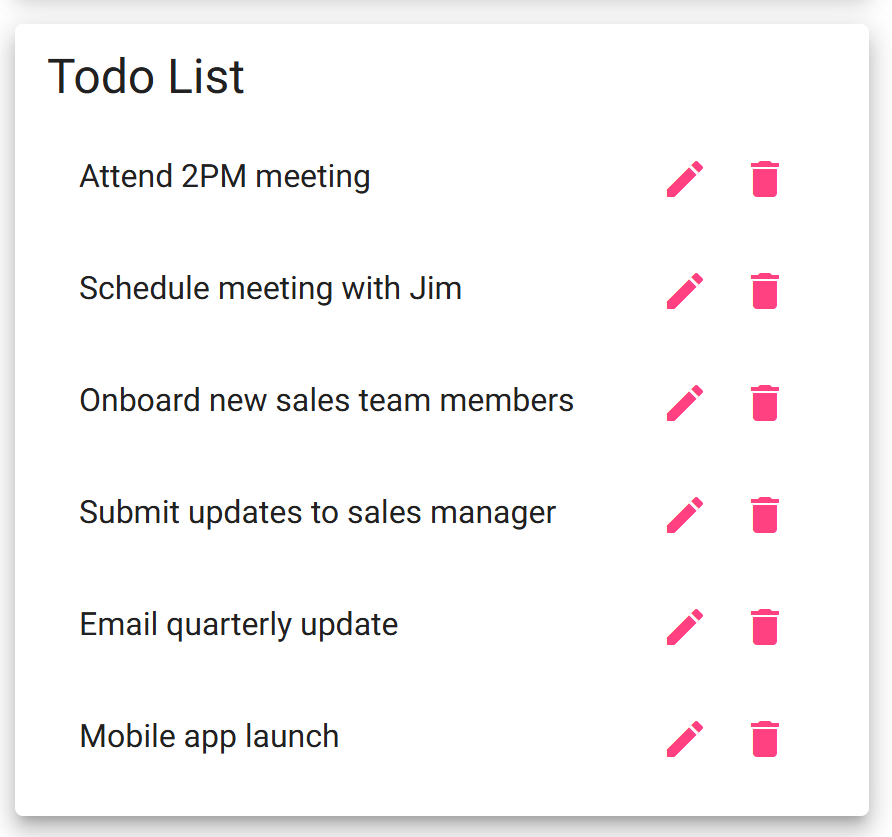 Todo List
Attend 2PM meeting
Schedule meeting with Jim
Onboard new sales team members
Submit updates to sales manager
Email quarterly update
Mobile app launch